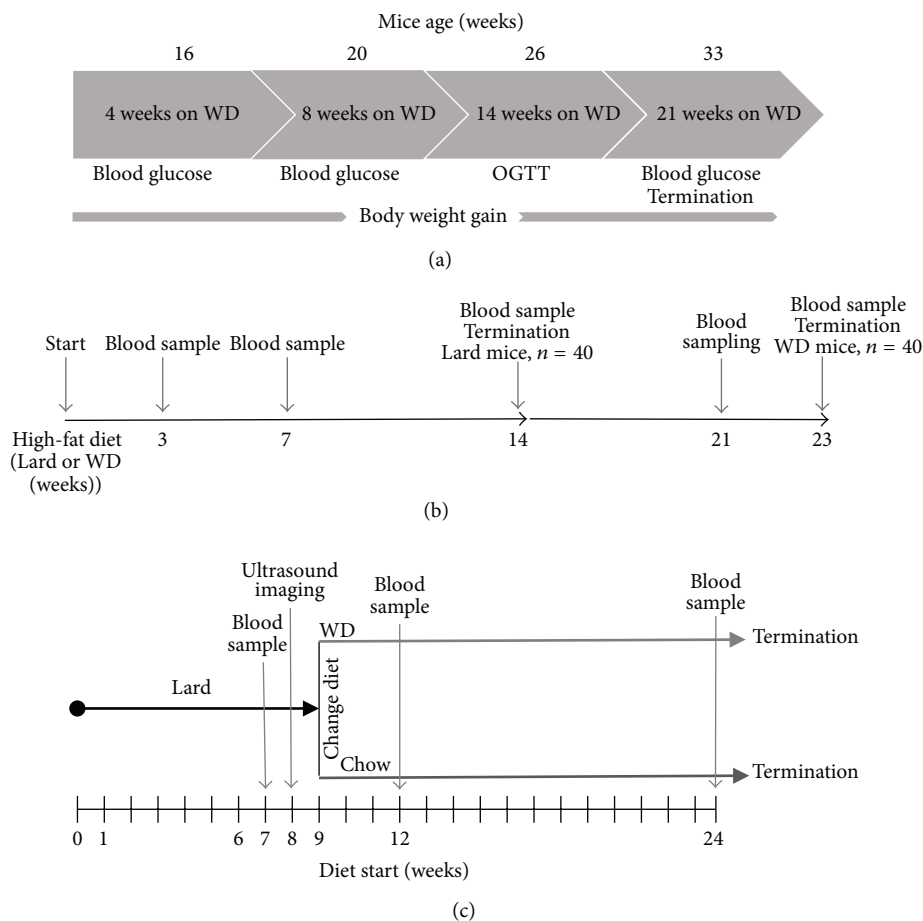 Mice age (weeks)
16 20 26 33
4 weeks on WD 8 weeks on WD 14 weeks on WD 21 weeks on WD
Blood glucose Blood glucose OGTT Blood glucose
Termination
Body weight gain
(a)
Start Blood sample Blood sample
Blood sample
Termination
Lard mice, n = 40
Blood
sampling
Blood sample
Termination
WD mice, n = 40
High-fat diet
(Lard or WD
(weeks))
3 7 14 21 23
(b)
Ultrasound
imaging
Blood
sample
Blood
sample
Blood
sample
WD
Termination
Lard
Change diet
Chow
Termination
0 1 6 7 8 9 12 24
Diet start (weeks)
(c)